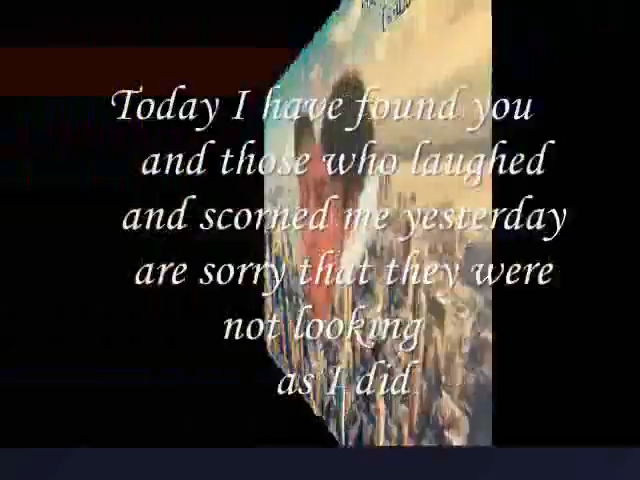 Today I have found you
and those who laughed
and scorned me yesterday
are sorry that they were
not looking
as I did